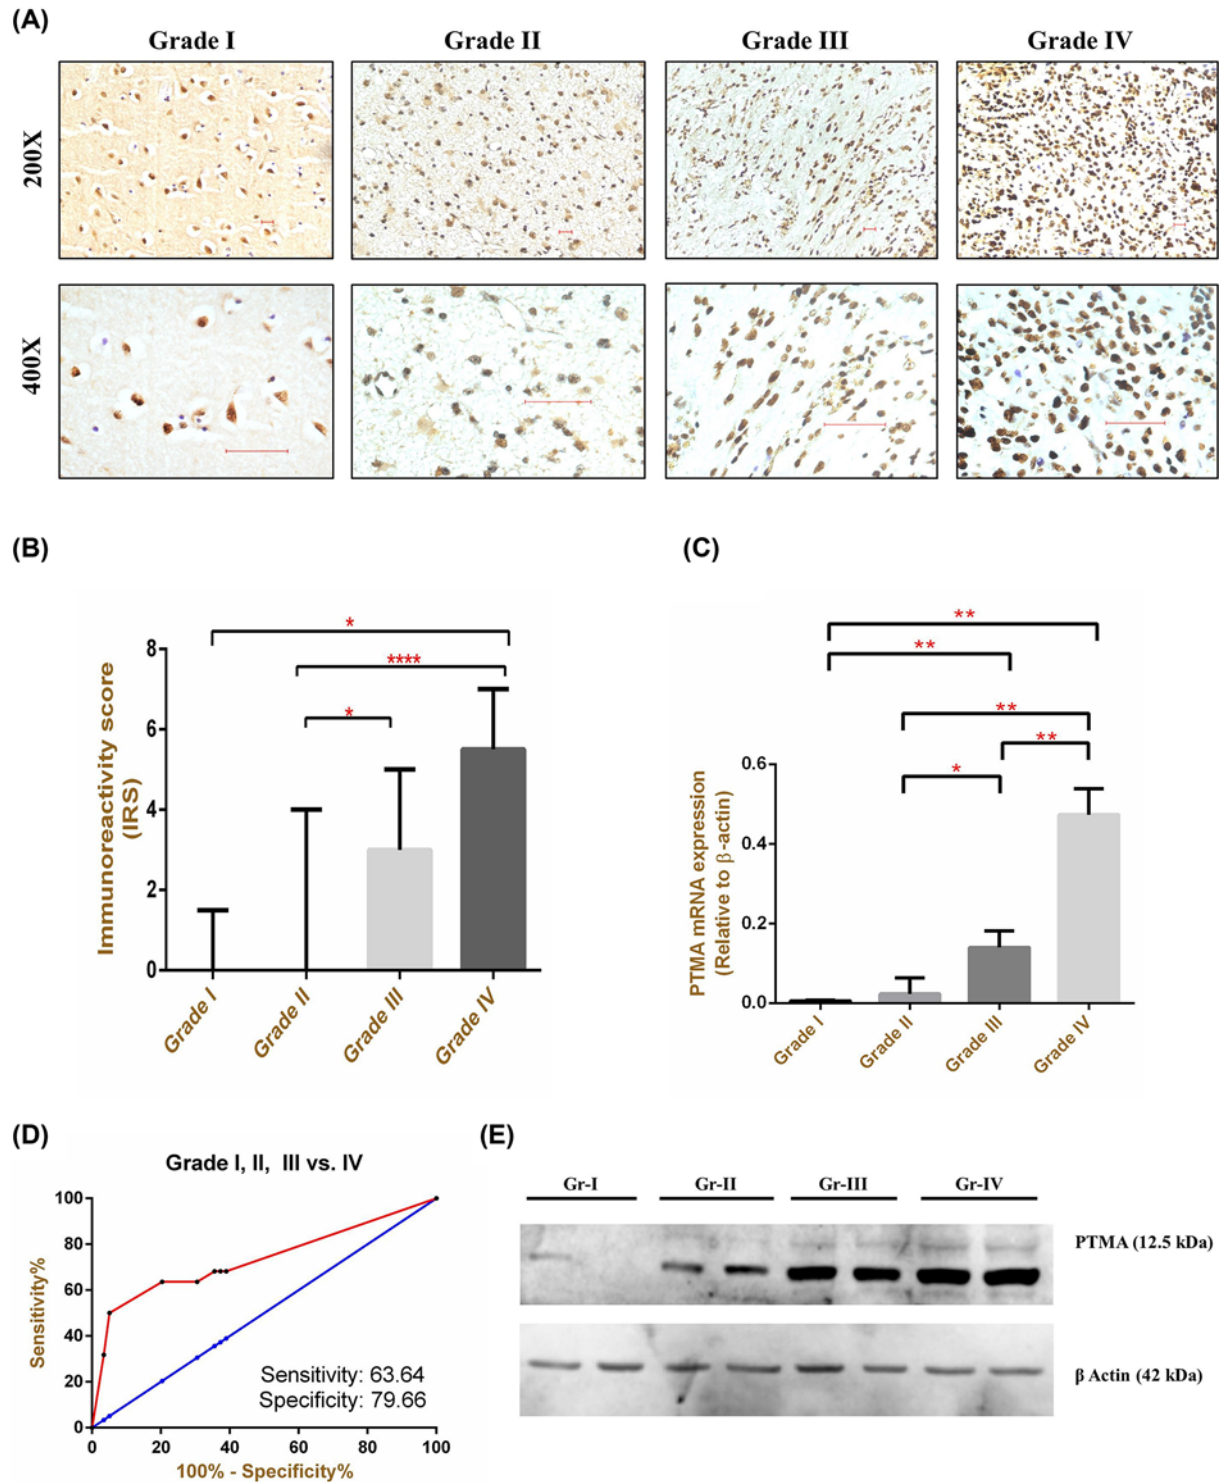 (A)
Grade I Grade II Grade III Grade IV
200X
400X
(B)
Immunoreactivity score
(IRS)
8
6
4
2
0
*
****
*
Grade I Grade II Grade III Grade IV
(C)
PTMA mRNA expression
(Relative to β-actin)
0.6
0.4
0.2
0.0
**
**
**
**
*
Grade I Grade II Grade III Grade IV
(D)
Grade I, II, III vs. IV
Sensitivity%
100
80
60
40
20
0
Sensitivity: 63.64
Specificity: 79.66
0 20 40 60 80 100
100% - Specificity%
(E)
Gr-I Gr-II Gr-III Gr-IV
PTMA (12.5 kDa)
β Actin (42 kDa)